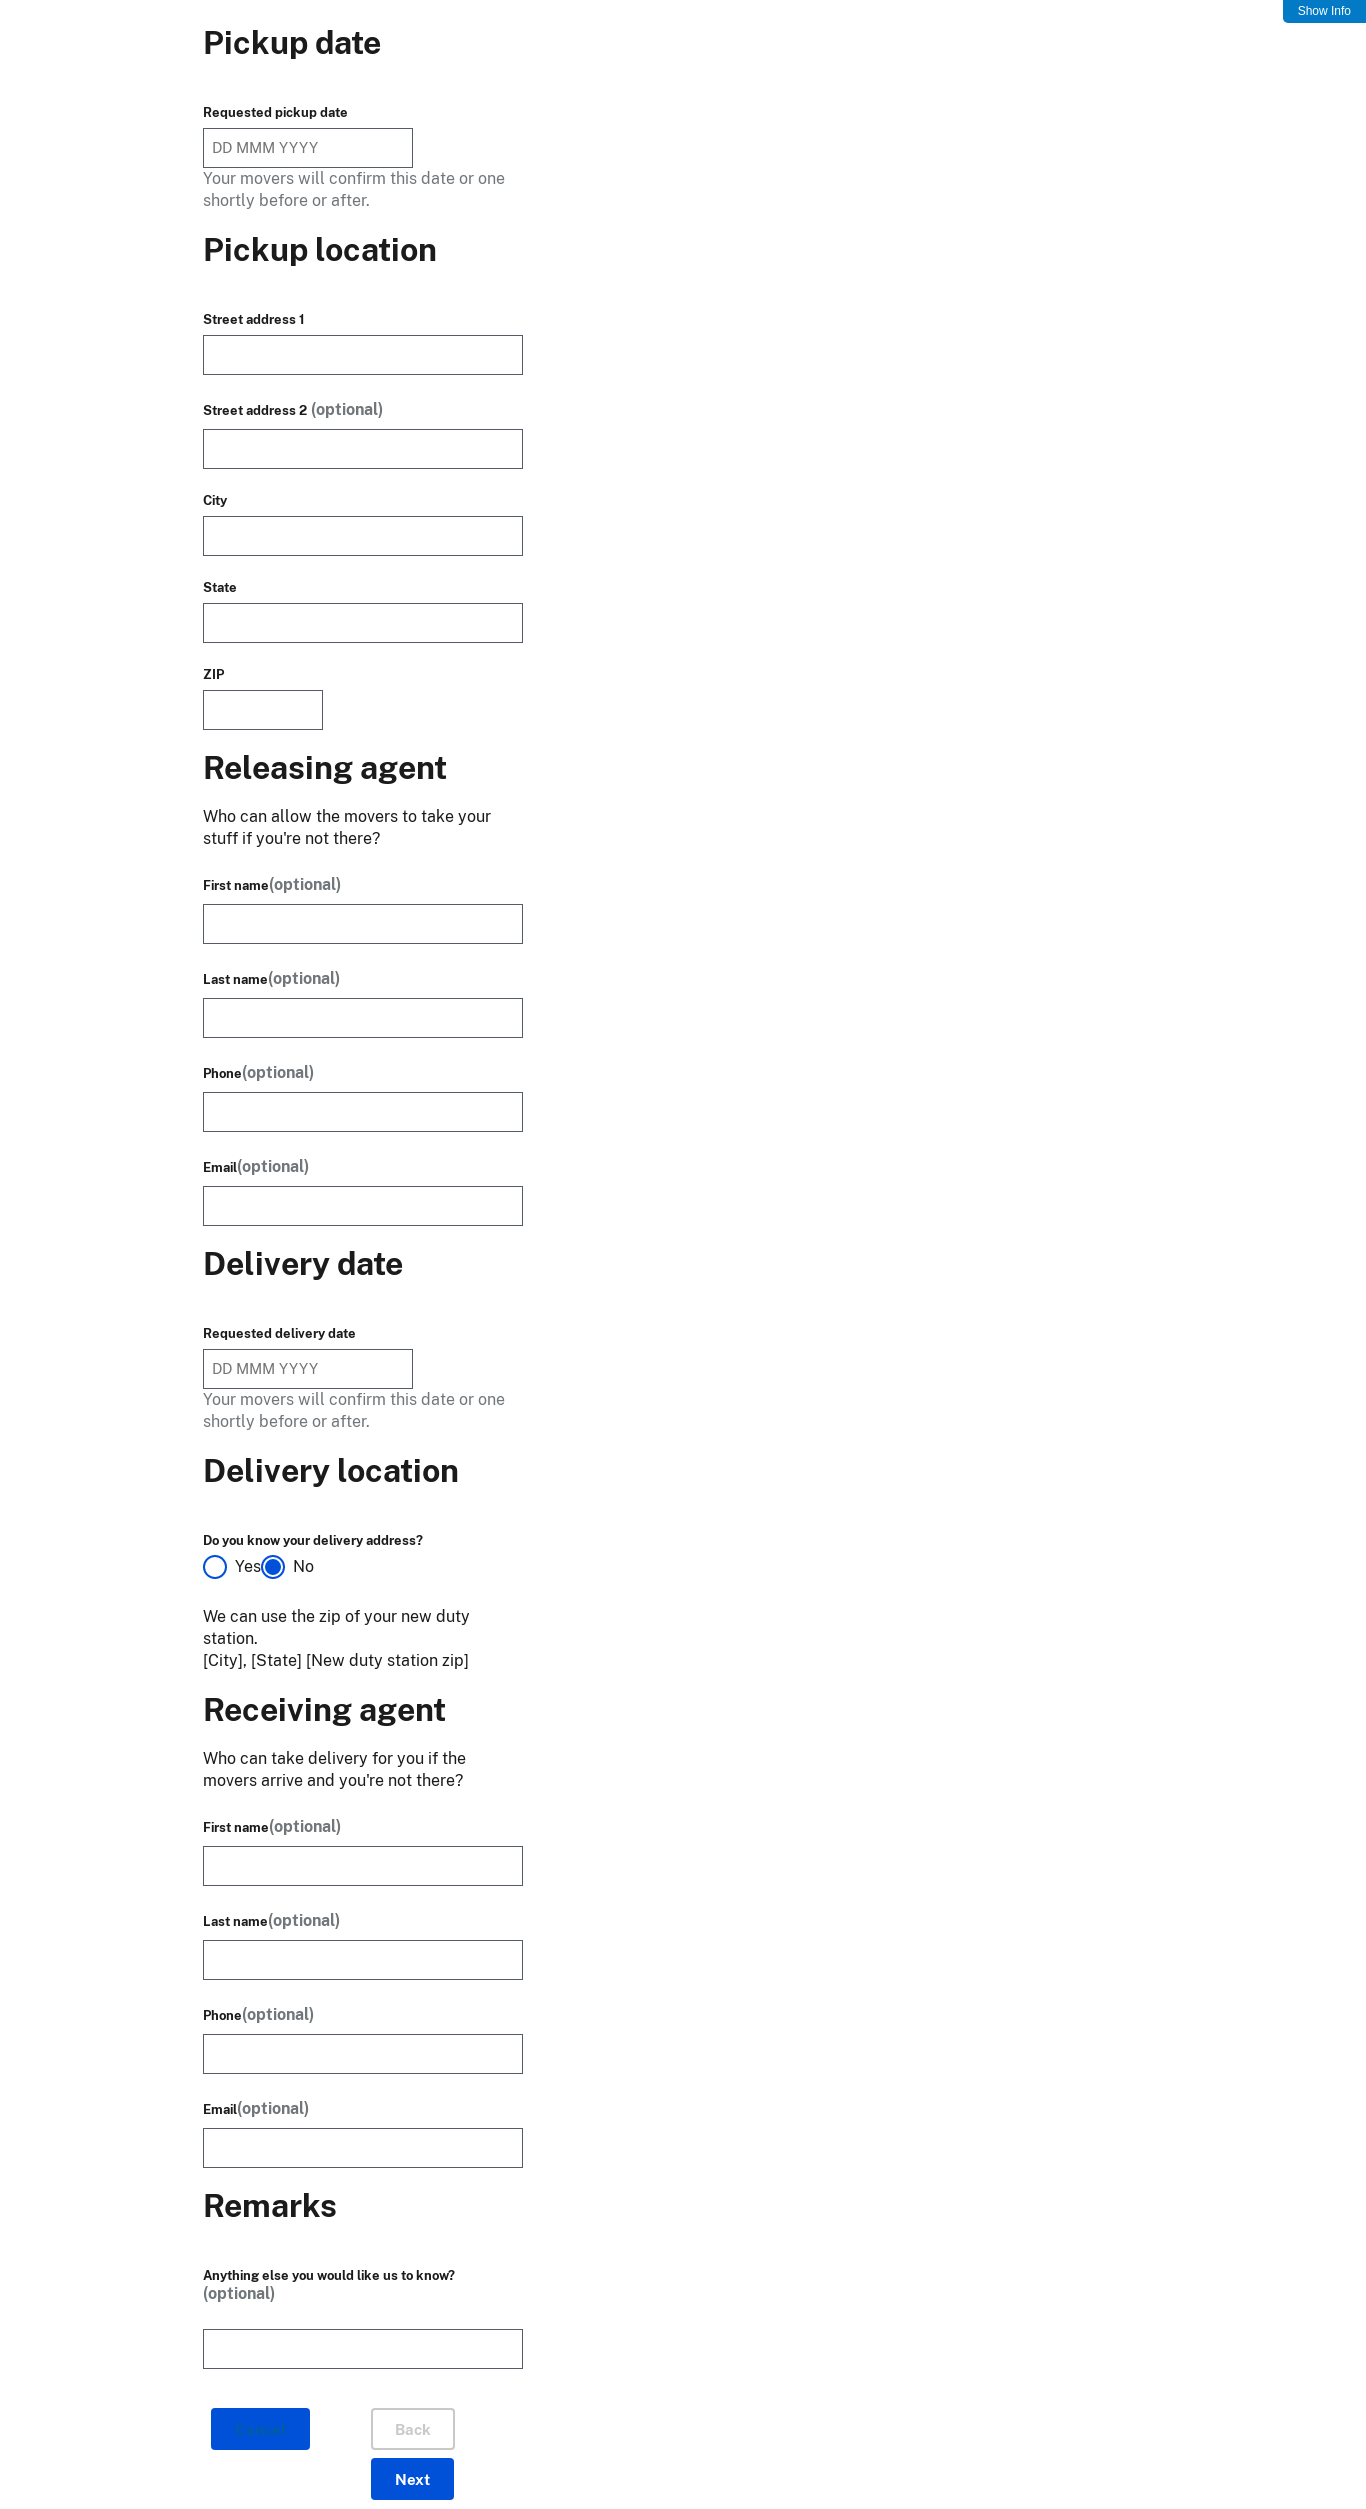 Show Info
Pickup date
Requested pickup date
DD MMM YYYY
Your movers will confirm this date or one
shortly before or after.
Pickup location
Street address 1
Street address 2 (optional)
City
State
ZIP
Releasing agent
Who can allow the movers to take your
stuff if you're not there?
First name(optional)
Last name(optional)
Phone(optional)
Email(optional)
Delivery date
Requested delivery date
DD MMM YYYY
Your movers will confirm this date or one
shortly before or after.
Delivery location
Do you know your delivery address?
Yes No
We can use the zip of your new duty
station.
[City], [State] [New duty station zip]
Receiving agent
Who can take delivery for you if the
movers arrive and you're not there?
First name(optional)
Last name(optional)
Phone(optional)
Email(optional)
Remarks
Anything else you would like us to know?
(optional)
Back
Next